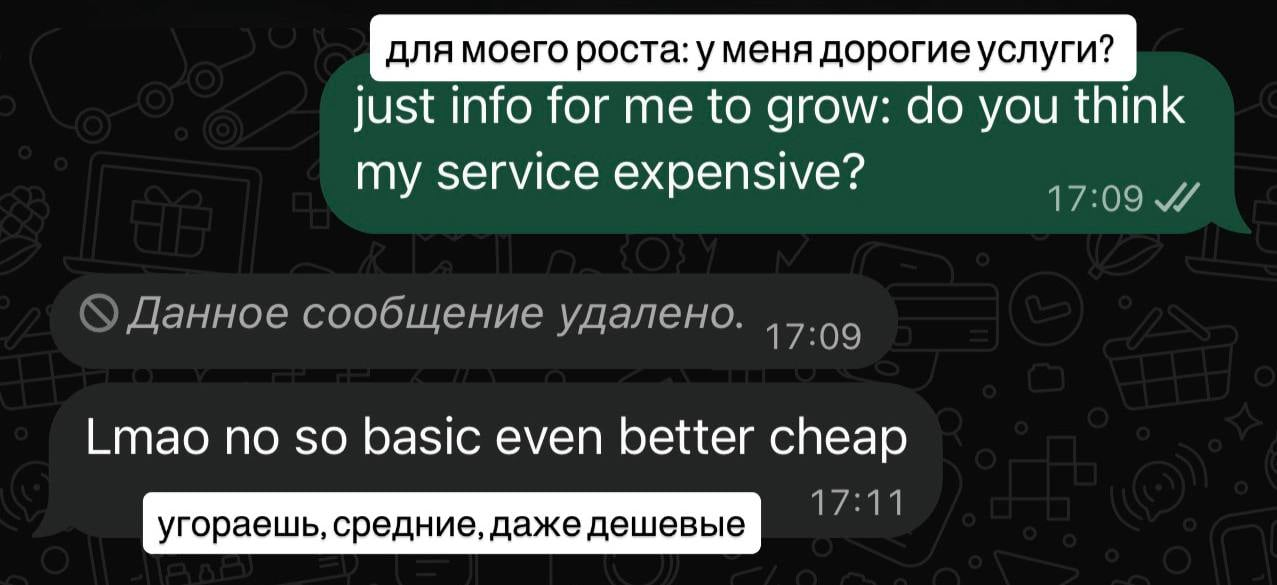 для моего роста: у меня дорогие услуги?
just info for me to grow: do you think
my service expensive?
17:09
Данное сообщение удалено.
17:09
Lmao no so basic even better cheap
17:11
угораешь, средние, даже дешевые